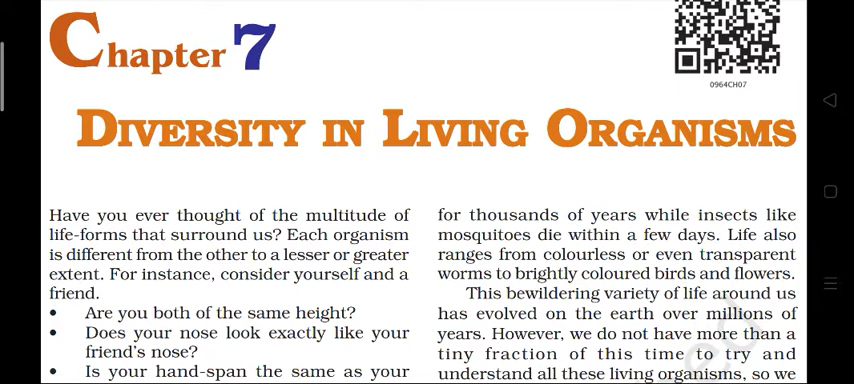 Chapter 7
0964CH07
DIVERSITY IN LIVING ORGANISMS
Have you ever thought of the multitude of
life-forms that surround us? Each organism
is different from the other to a lesser or greater
extent. For instance, consider yourself and a
friend.
• Are you both of the same height?
• Does your nose look exactly like your
friend's nose?
• Is your hand-span the same as your
for thousands of years while insects like
mosquitoes die within a few days. Life also
ranges from colourless or even transparent
worms to brightly coloured birds and flowers.
This bewildering variety of life around us
has evolved on the earth over millions of
years. However, we do not have more than a
tiny fraction of this time to try and
understand all these living organisms, so we